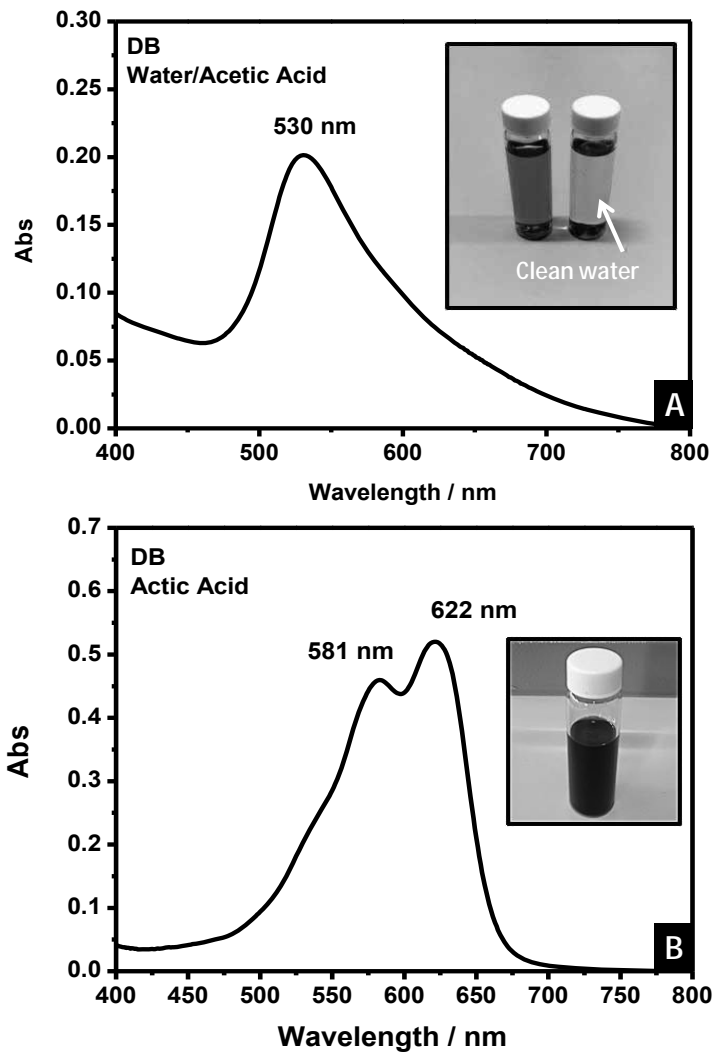 0.30
DB
Water/Acetic Acid
0.25
530 nm
0.20
Abs
0.15
Clean water
0.10
0.05
A
0.00
400 500 600 700 800
Wavelength / nm
0.7
DB
Actic Acid
0.6
622 nm
581 nm
0.5
0.4
Abs
0.3
0.2
0.1
B
0.0
400 450 500 550 600 650 700 750 800
Wavelength / nm